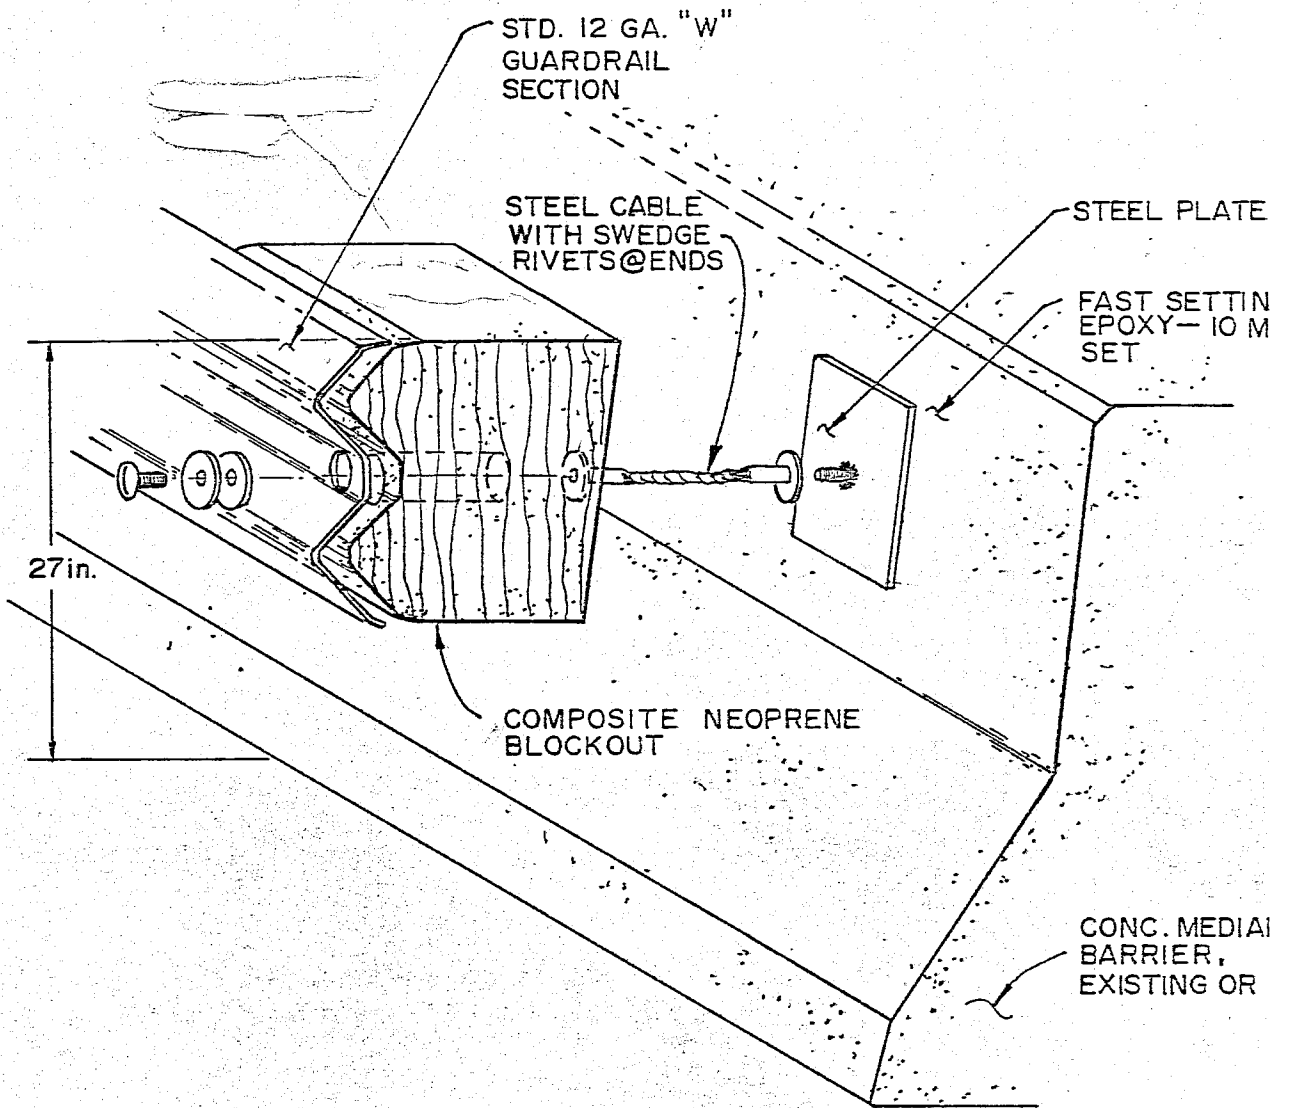 STD. 12 GA. "W"
GUARDRAIL
SECTION
STEEL CABLE
WITH SWEDGE
RIVETS@ENDS
STEEL PLATE
FAST SETTIN
EPOXY—10 M
SET
27in.
COMPOSITE NEOPRENE
BLOCKOUT
CONC. MEDIAN
BARRIER,
EXISTING OR